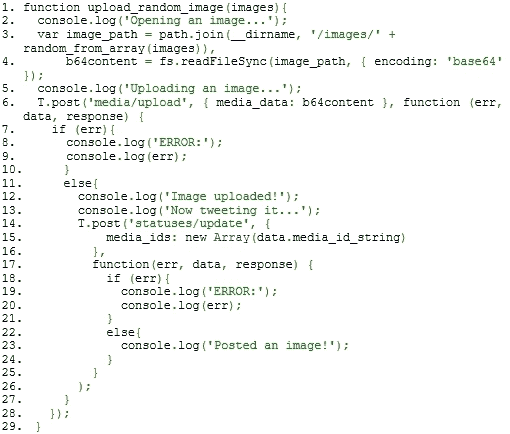 1. function upload_random_image(images){
2. console.log('Opening an image...');
3. var image_path = path.join(__dirname, '/images/' +
random_from_array(images)),
4. b64content = fs.readFileSync(image_path, { encoding: 'base64'
});
5. console.log('Uploading an image...');
6. T.post('media/upload', { media_data: b64content }, function (err,
data, response) {
7. if (err){
8. console.log('ERROR:');
9. console.log(err);
10. }
11. else{
12. console.log('Image uploaded!');
13. console.log('Now tweeting it...');
14. T.post('statuses/update', {
15. media_ids: new Array(data.media_id_string)
16. },
17. function(err, data, response) {
18. if (err){
19. console.log('ERROR:');
20. console.log(err);
21. }
22. else{
23. console.log('Posted an image!');
24. }
25. }
26. );
27. }
28. });
29. }